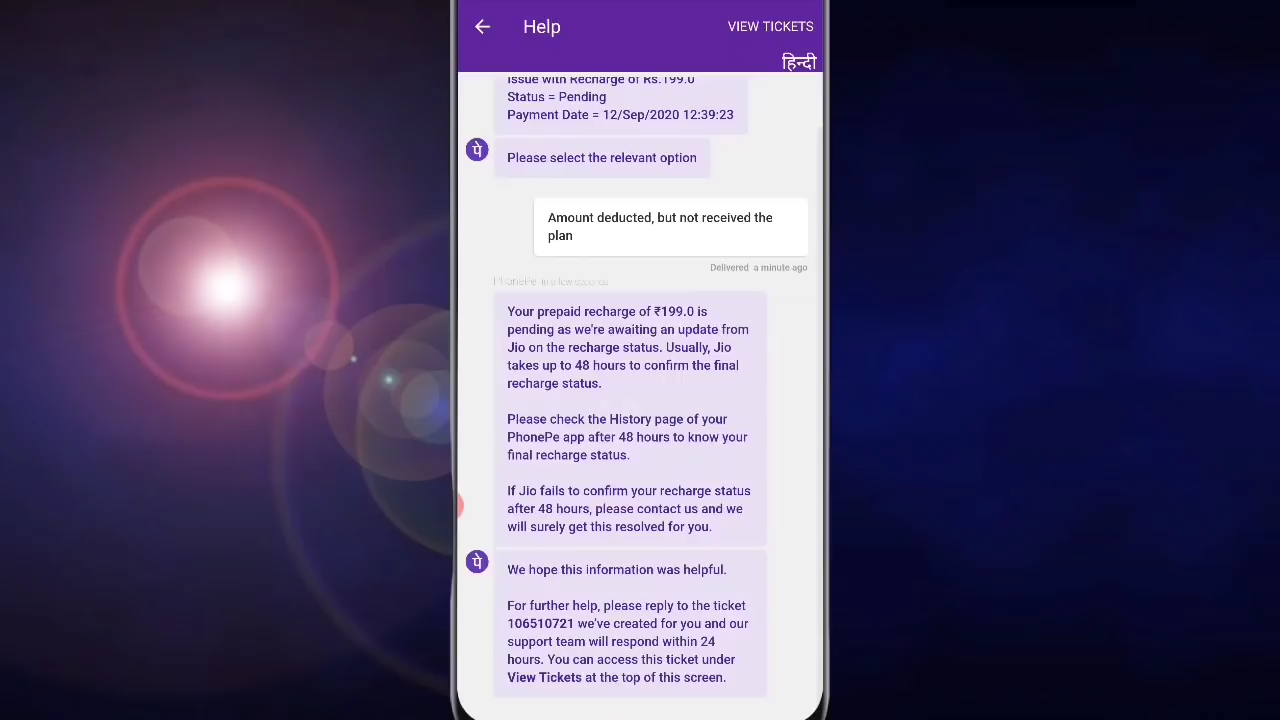 Help
VIEW TICKETS
हिन्दी
Issue with Recharge of Rs.199.0
Status = Pending
Payment Date = 12/Sep/2020 12:39:23
पे
Please select the relevant option
Amount deducted, but not received the
plan
Delivered a minute ago
PhonePe in a few seconds
Your prepaid recharge of ₹199.0 is
pending as we're awaiting an update from
Jio on the recharge status. Usually, Jio
takes up to 48 hours to confirm the final
recharge status.
Please check the History page of your
PhonePe app after 48 hours to know your
final recharge status.
If Jio fails to confirm your recharge status
after 48 hours, please contact us and we
will surely get this resolved for you.
पे
We hope this information was helpful.
For further help, please reply to the ticket
106510721 we've created for you and our
support team will respond within 24
hours. You can access this ticket under
View Tickets at the top of this screen.